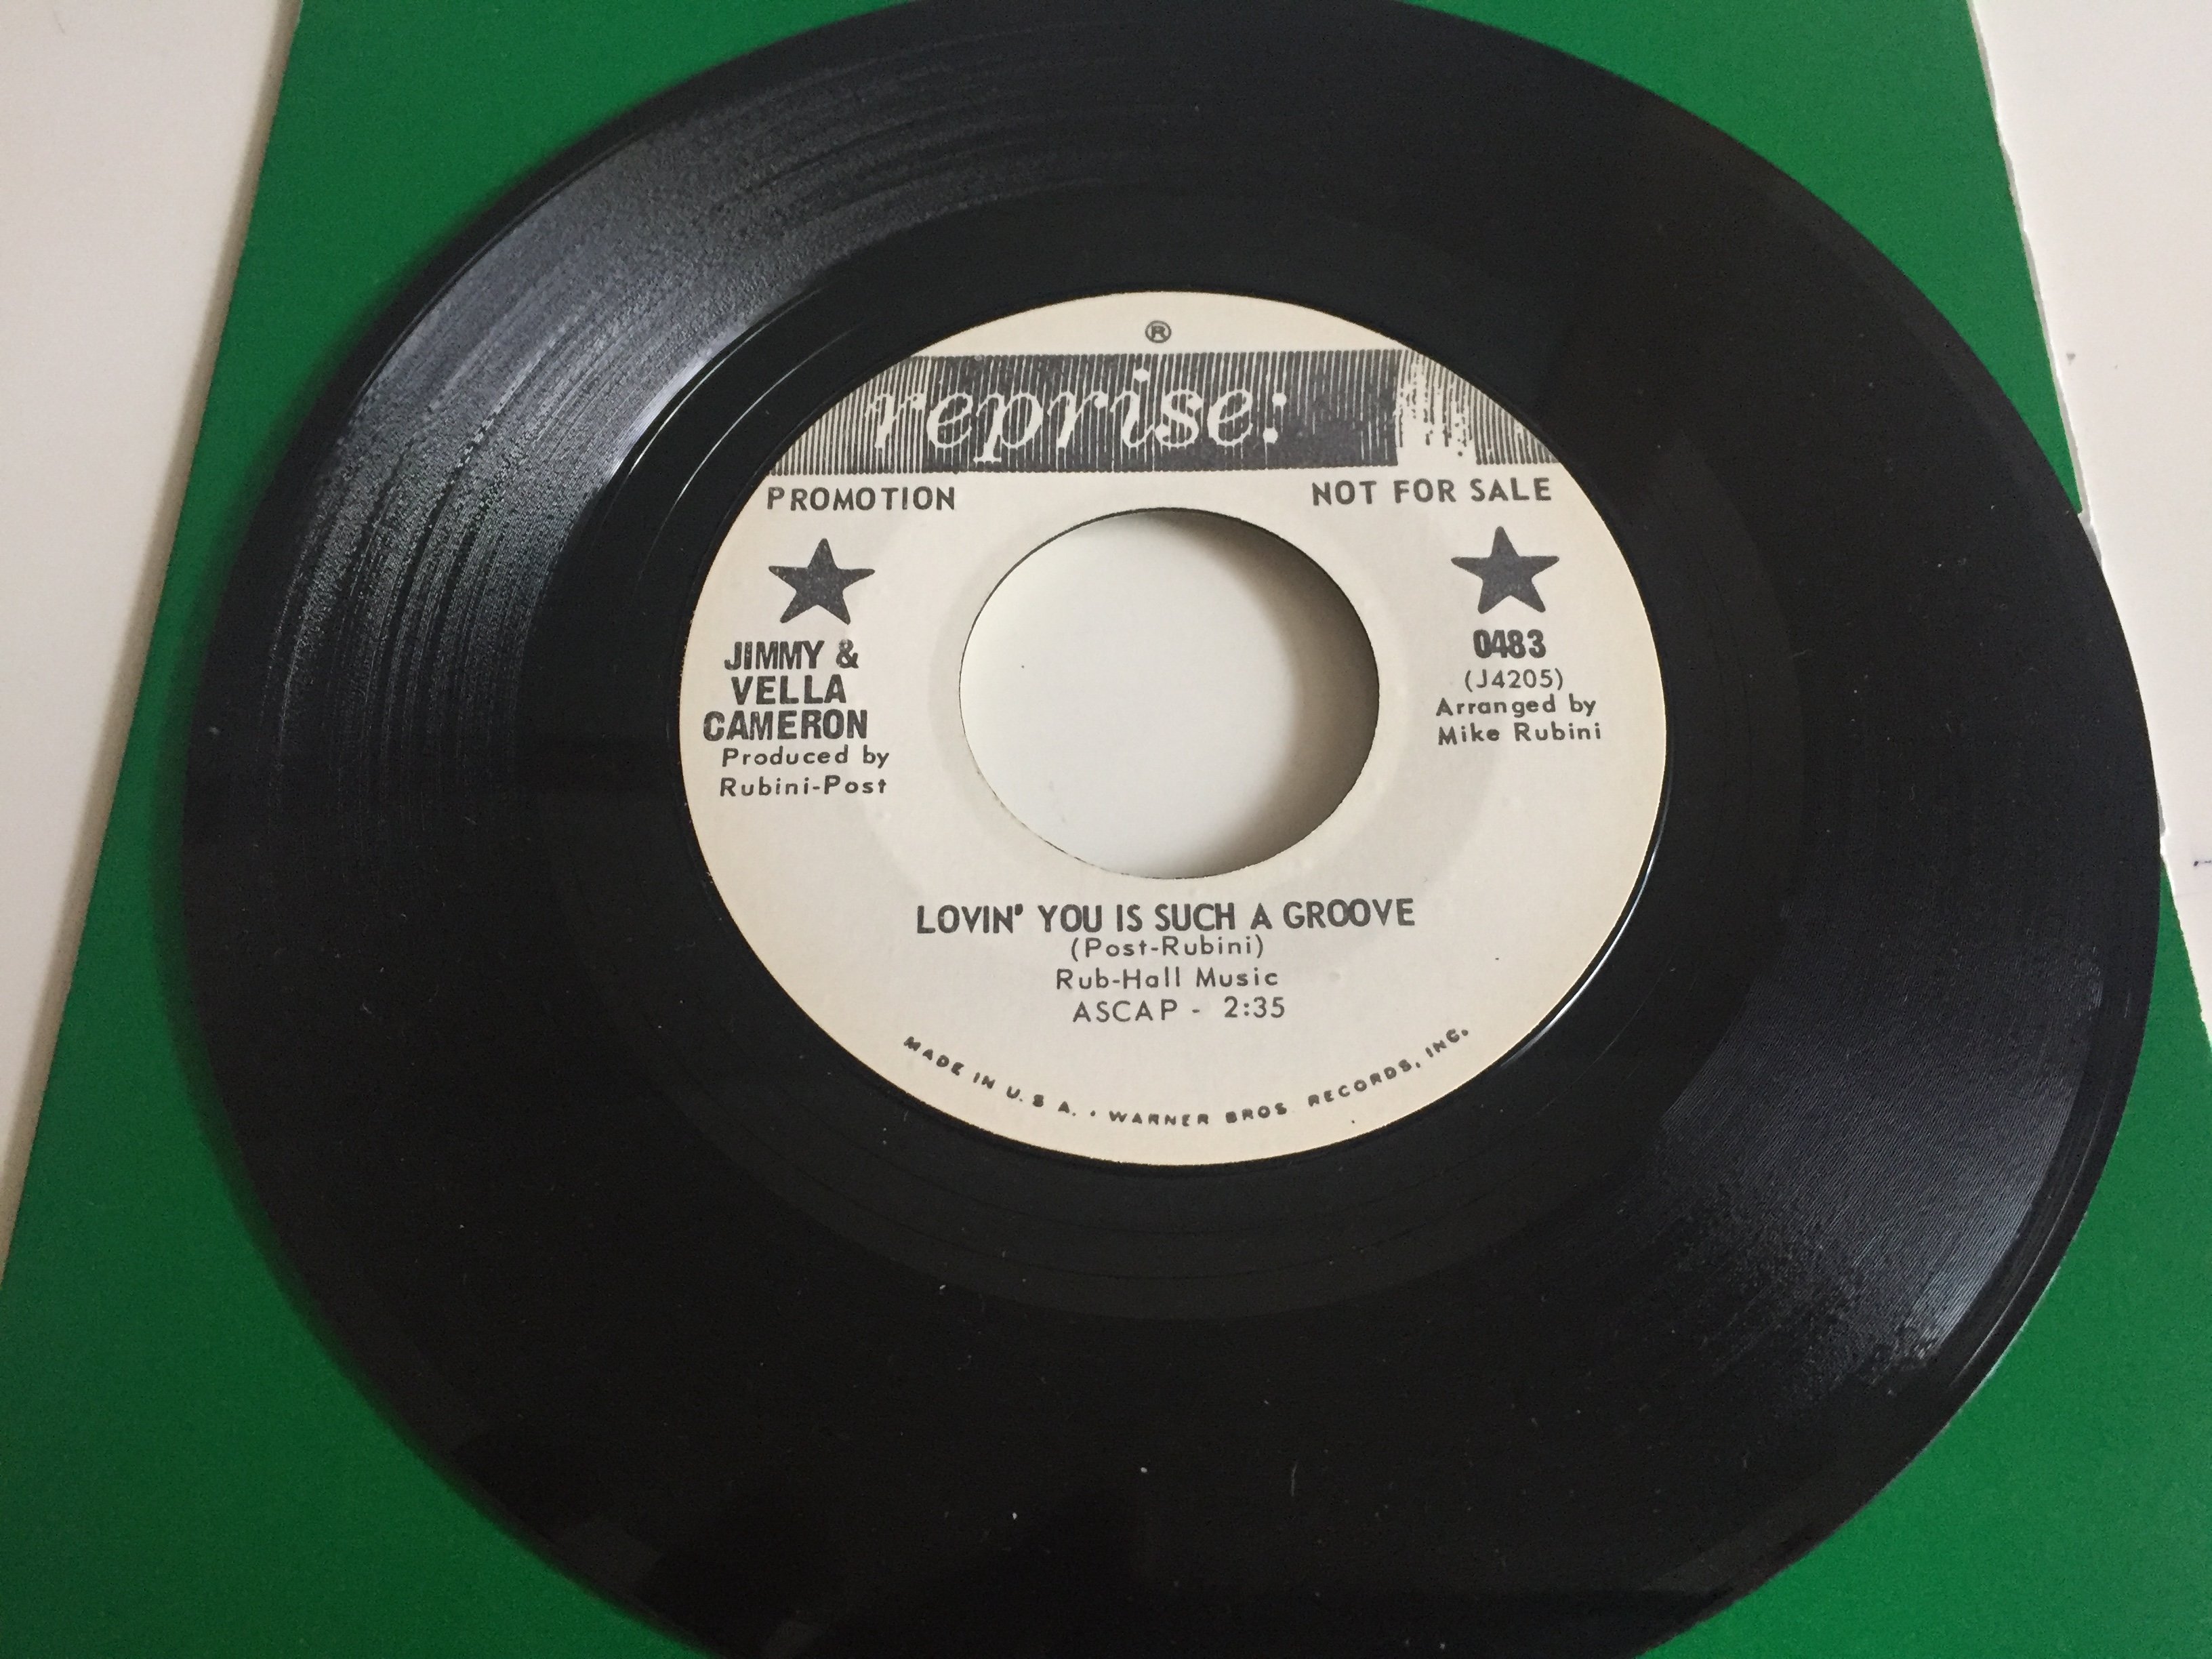 ®
reprise:
PROMOTION
NOT FOR SALE
JIMMY &
VELLA
CAMERON
Produced by
Rubini-Post
0483
(J4205)
Arranged by
Mike Rubini
LOVIN' YOU IS SUCH A GROOVE
(Post-Rubini)
Rub-Hall Music
ASCAP - 2:35
MADE IN U. S A. • WARNER BROS. RECORDS, INC.